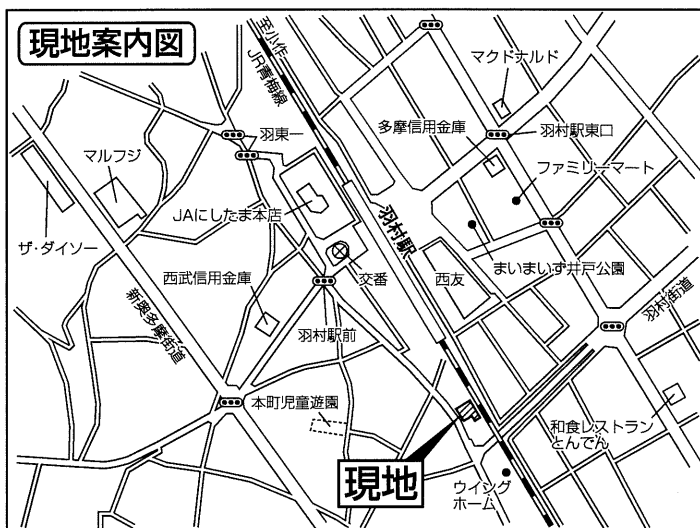 現地案内図
至小作
JR青梅線
マクドナルド
羽東一
多摩信用金庫
羽村駅東口
マルフジ
ファミリーマート
JAにしたま本店
羽村駅
ザ・ダイソー
西武信用金庫
交番
西友
まいまいず井戸公園
新奥多摩街道
羽村駅前
羽村街道
本町児童遊園
和食レストラン
とんでん
現地
ウイング
ホーム